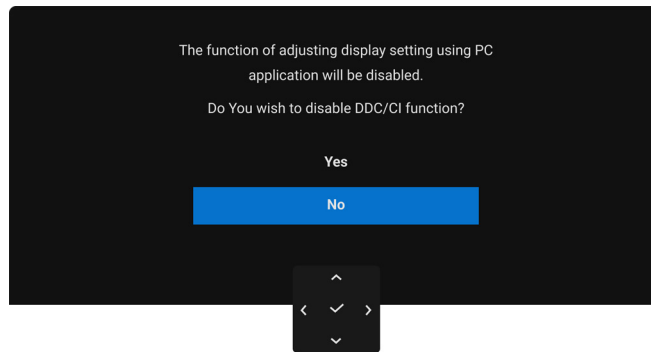 The function of adjusting display setting using PC
application will be disabled.
Do You wish to disable DDC/CI function?
Yes
No